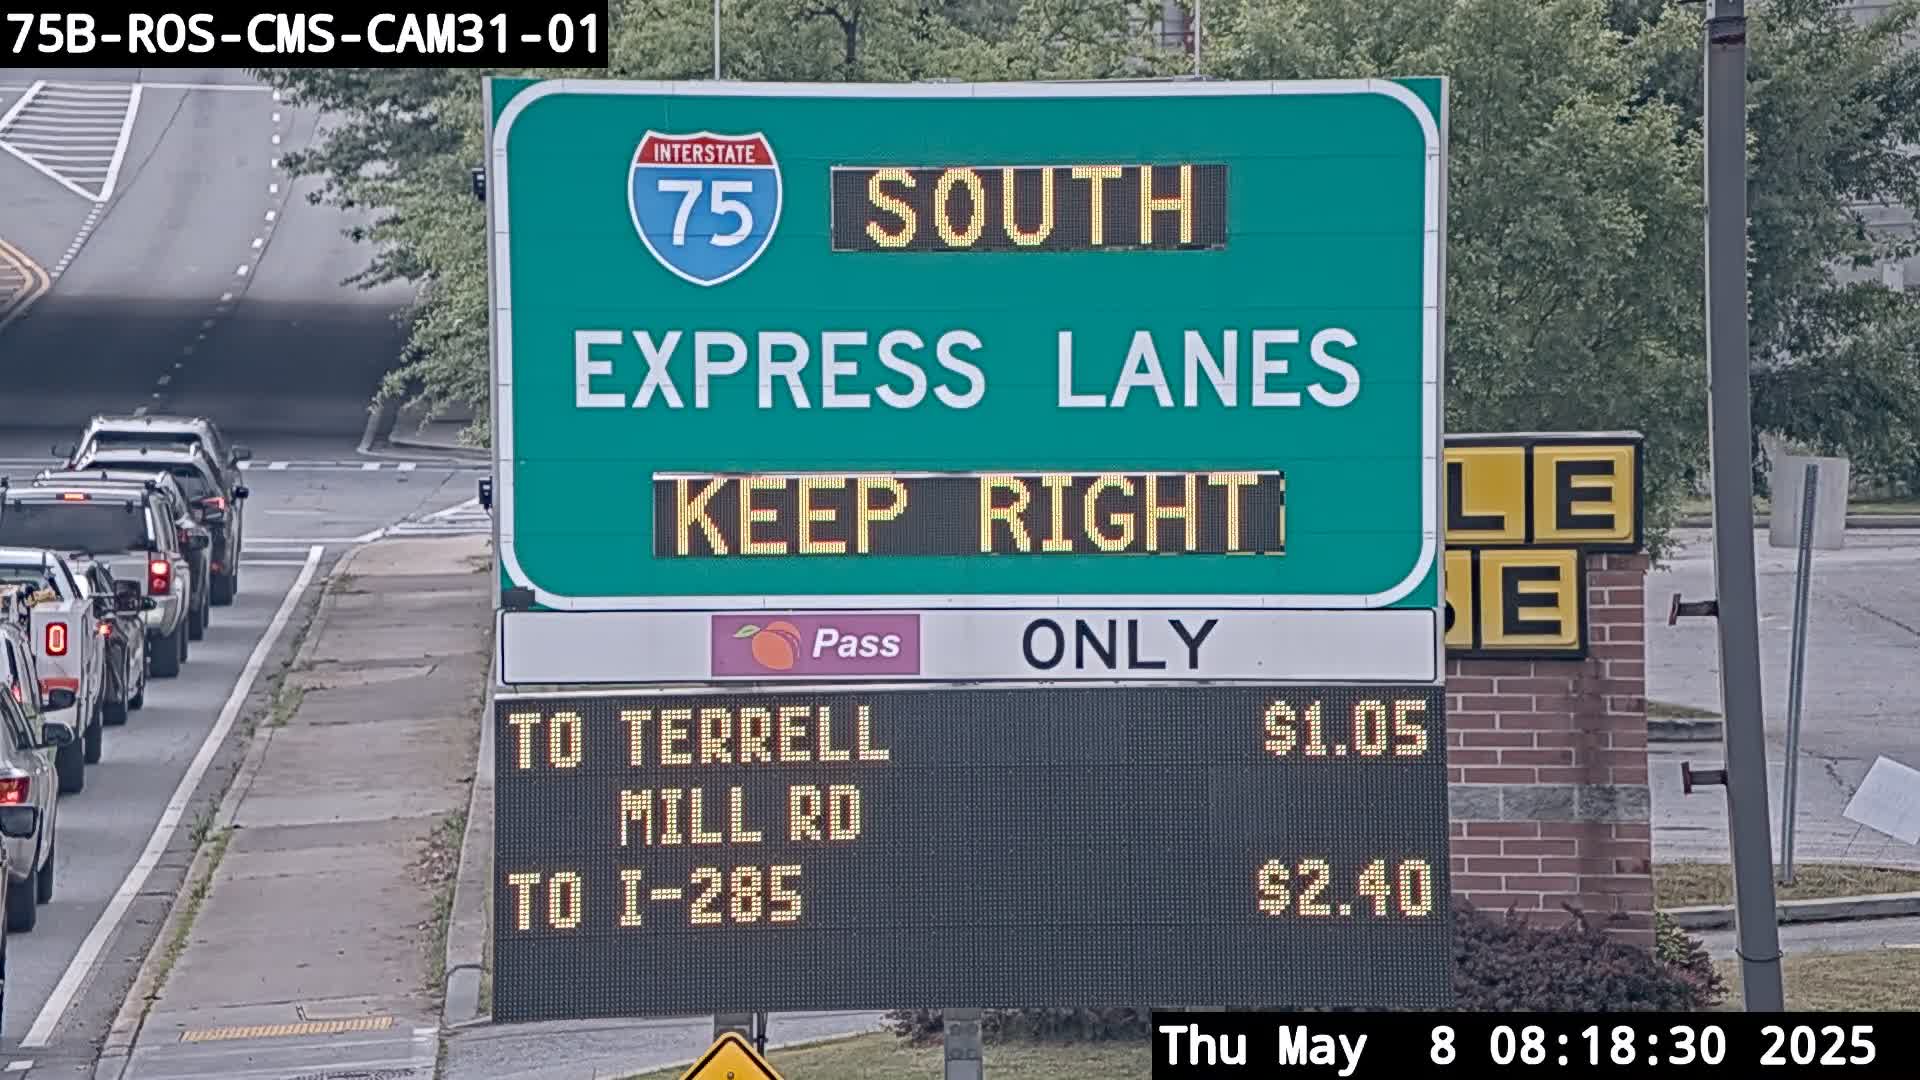 75B-ROS-CMS-CAM31-01
INTERSTATE
75
SOUTH
EXPRESS LANES
KEEP RIGHT
LE
E
Pass ONLY
TO TERRELL $1.05
MILL RD
TO I-285 $2.40
Thu May 8 08:18:30 2025